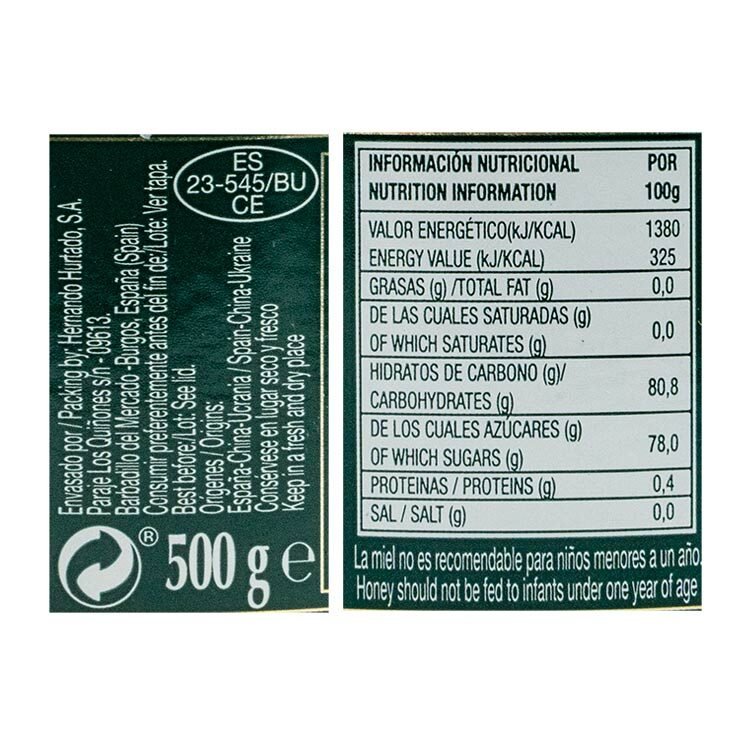 Envasado por / Packing by: Hernando Hurtado, S.A.
Paraje Los Quiñones s/n - 09613.
Barbadillo del Mercado -Burgos, España (Spain)
Consumir preferentemente antes del fin de:/Lote: Ver tapa.
Best before:/Lot: See lid.
Orígenes / Origins:
España-China-Ucrania / Spain-China-Ukraine
Consérvese en lugar seco y fresco
Keep in a fresh and dry place
ES
23-545/BU
CE
®
500 g e
INFORMACIÓN NUTRICIONAL POR
NUTRITION INFORMATION 100g
VALOR ENERGÉTICO(kJ/KCAL) 1380
ENERGY VALUE (kJ/KCAL) 325
GRASAS (g) /TOTAL FAT (g) 0,0
DE LAS CUALES SATURADAS (g)
OF WHICH SATURATES (g) 0,0
HIDRATOS DE CARBONO (g)/
CARBOHYDRATES (g) 80,8
DE LOS CUALES AZÚCARES (g)
OF WHICH SUGARS (g) 78,0
PROTEINAS / PROTEINS (g) 0,4
SAL / SALT (g) 0,0
La miel no es recomendable para niños menores a un año.
Honey should not be fed to infants under one year of age